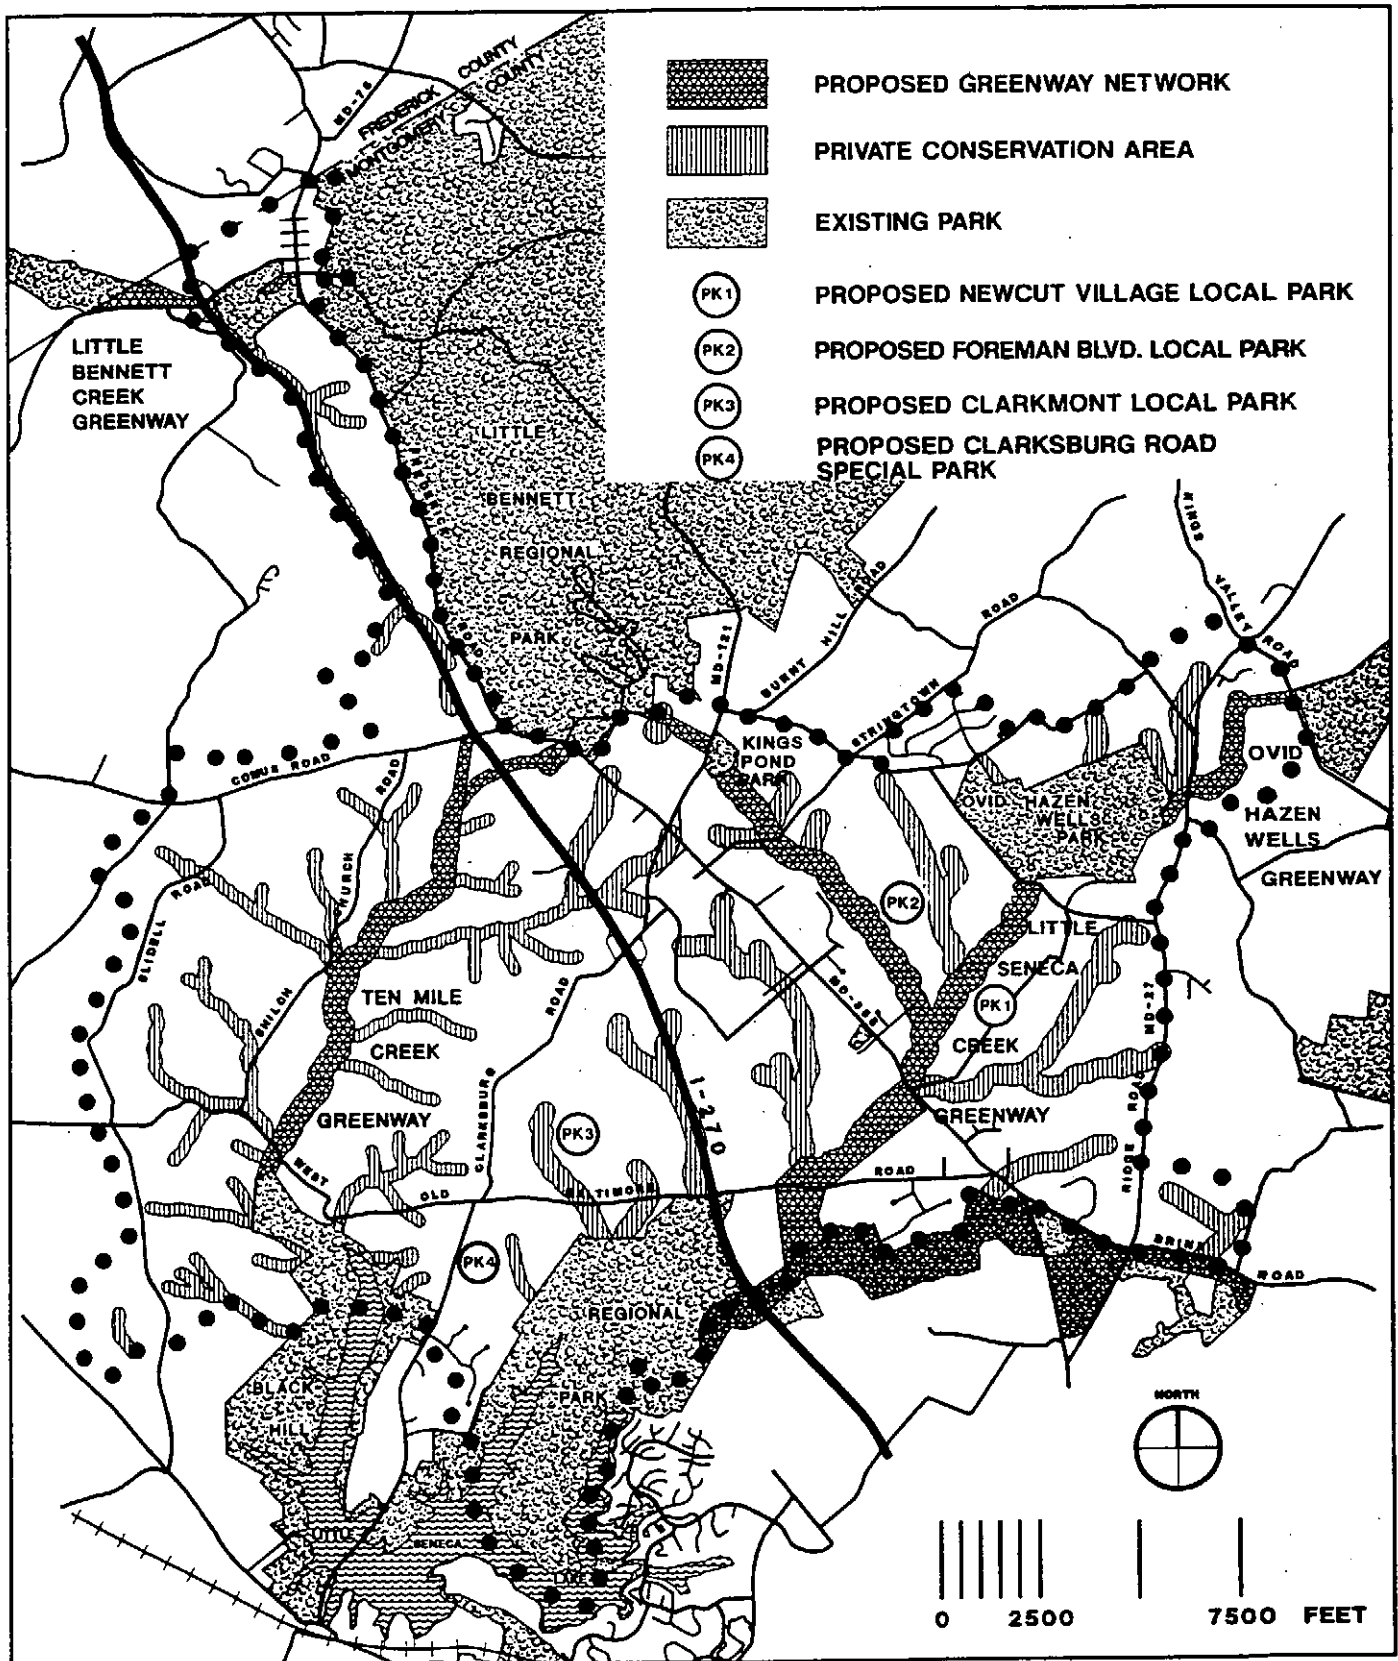 PROPOSED GREENWAY NETWORK
PRIVATE CONSERVATION AREA
EXISTING PARK
PK1 PROPOSED NEWCUT VILLAGE LOCAL PARK
PK2 PROPOSED FOREMAN BLVD. LOCAL PARK
PK3 PROPOSED CLARKMONT LOCAL PARK
PK4 PROPOSED CLARKSBURG ROAD
SPECIAL PARK
FREDERICK COUNTY
MONTGOMERY COUNTY
MD-75
LITTLE
BENNETT
CREEK
GREENWAY
LITTLE
BENNETT
REGIONAL
PARK
FREDERICK ROAD
MD-121
BURNT HILL ROAD
STRINGTOWN ROAD
KINGS VALLEY ROAD
KINGS
POND
PARK
OVID HAZEN
WELLS
PARK
OVID
HAZEN
WELLS
GREENWAY
COMUS ROAD
SLIDELL ROAD
SHILOH CHURCH ROAD
TEN MILE
CREEK
GREENWAY
CLARKSBURG ROAD
I-270
MD-355
PK2
LITTLE
SENECA
PK1
CREEK
GREENWAY
MD-27
RIDGE ROAD
PK3
WEST OLD BALTIMORE ROAD
BRINK ROAD
PK4
REGIONAL
PARK
BLACK
HILL
SENECA
LAKE
NORTH
0 2500 7500 FEET